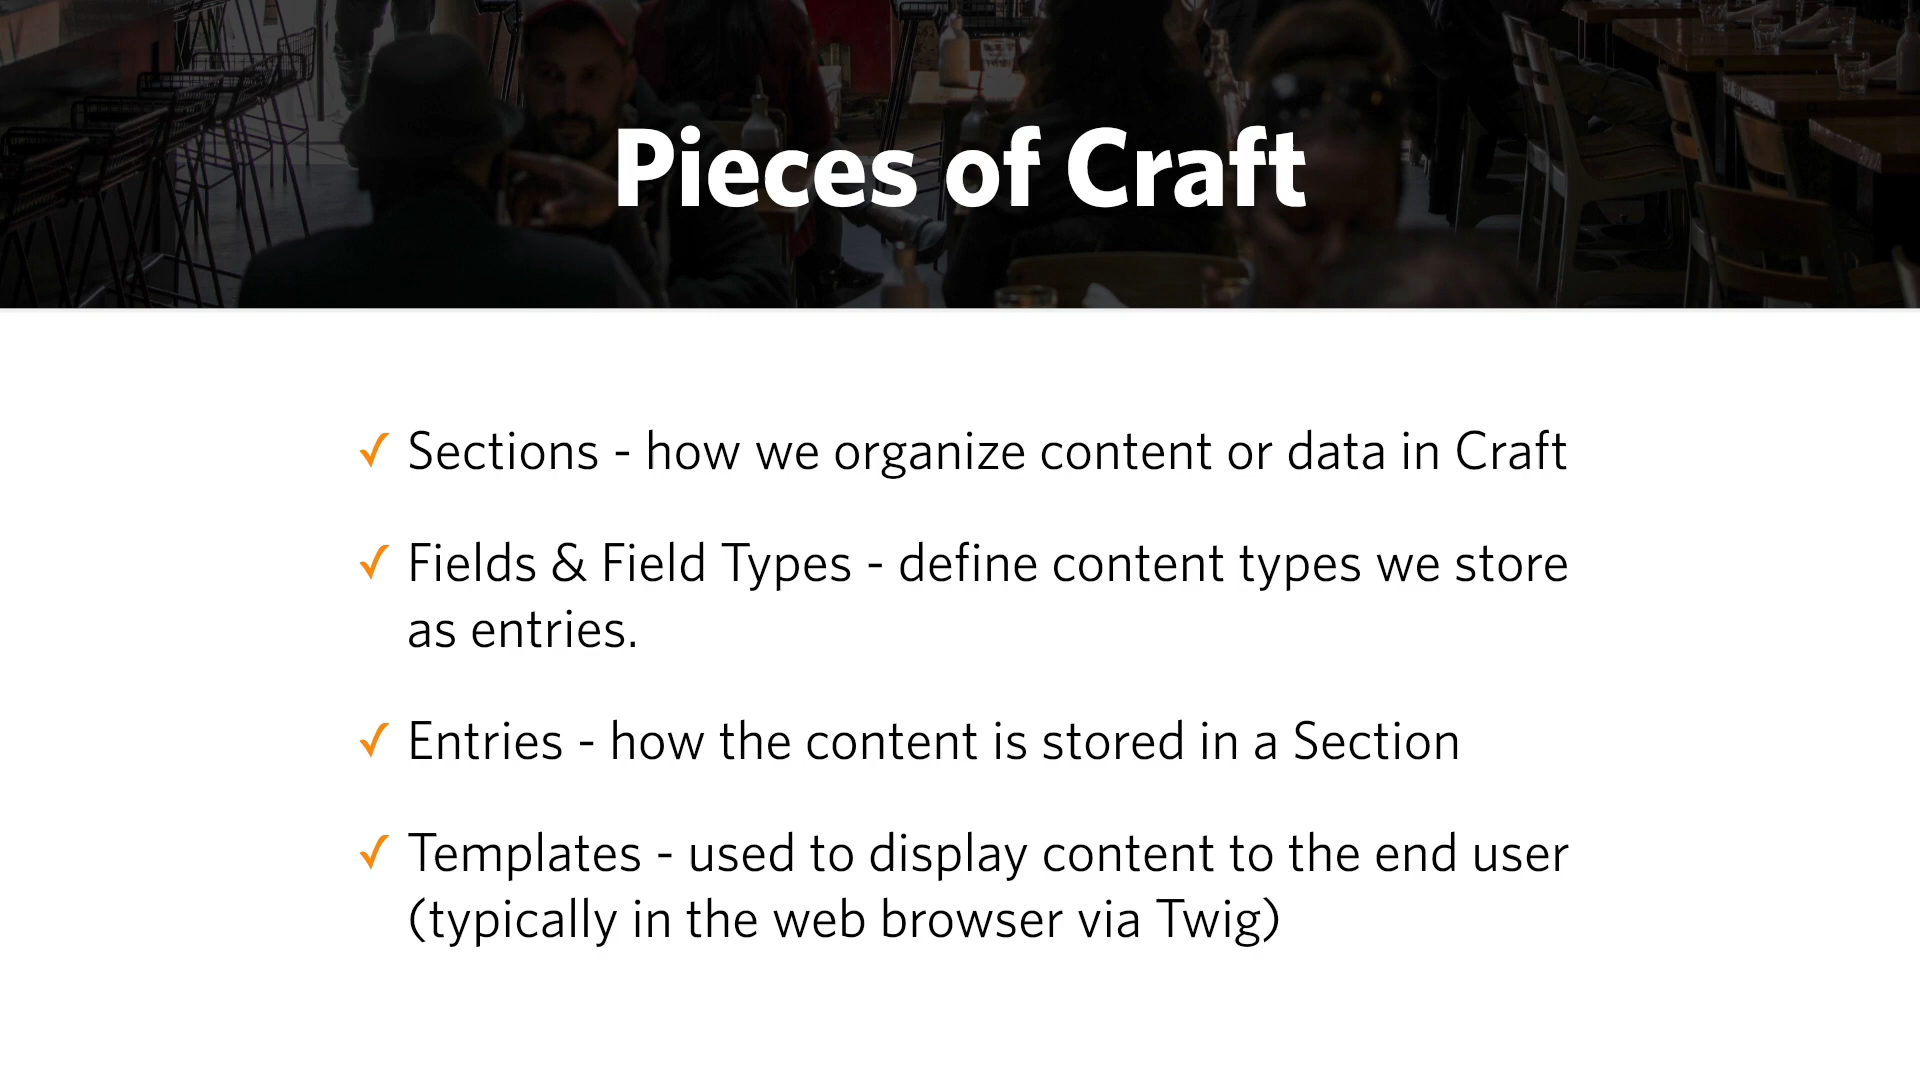 Pieces of Craft
✓ Sections - how we organize content or data in Craft
✓ Fields & Field Types - define content types we store
as entries.
✓ Entries - how the content is stored in a Section
✓ Templates - used to display content to the end user
(typically in the web browser via Twig)